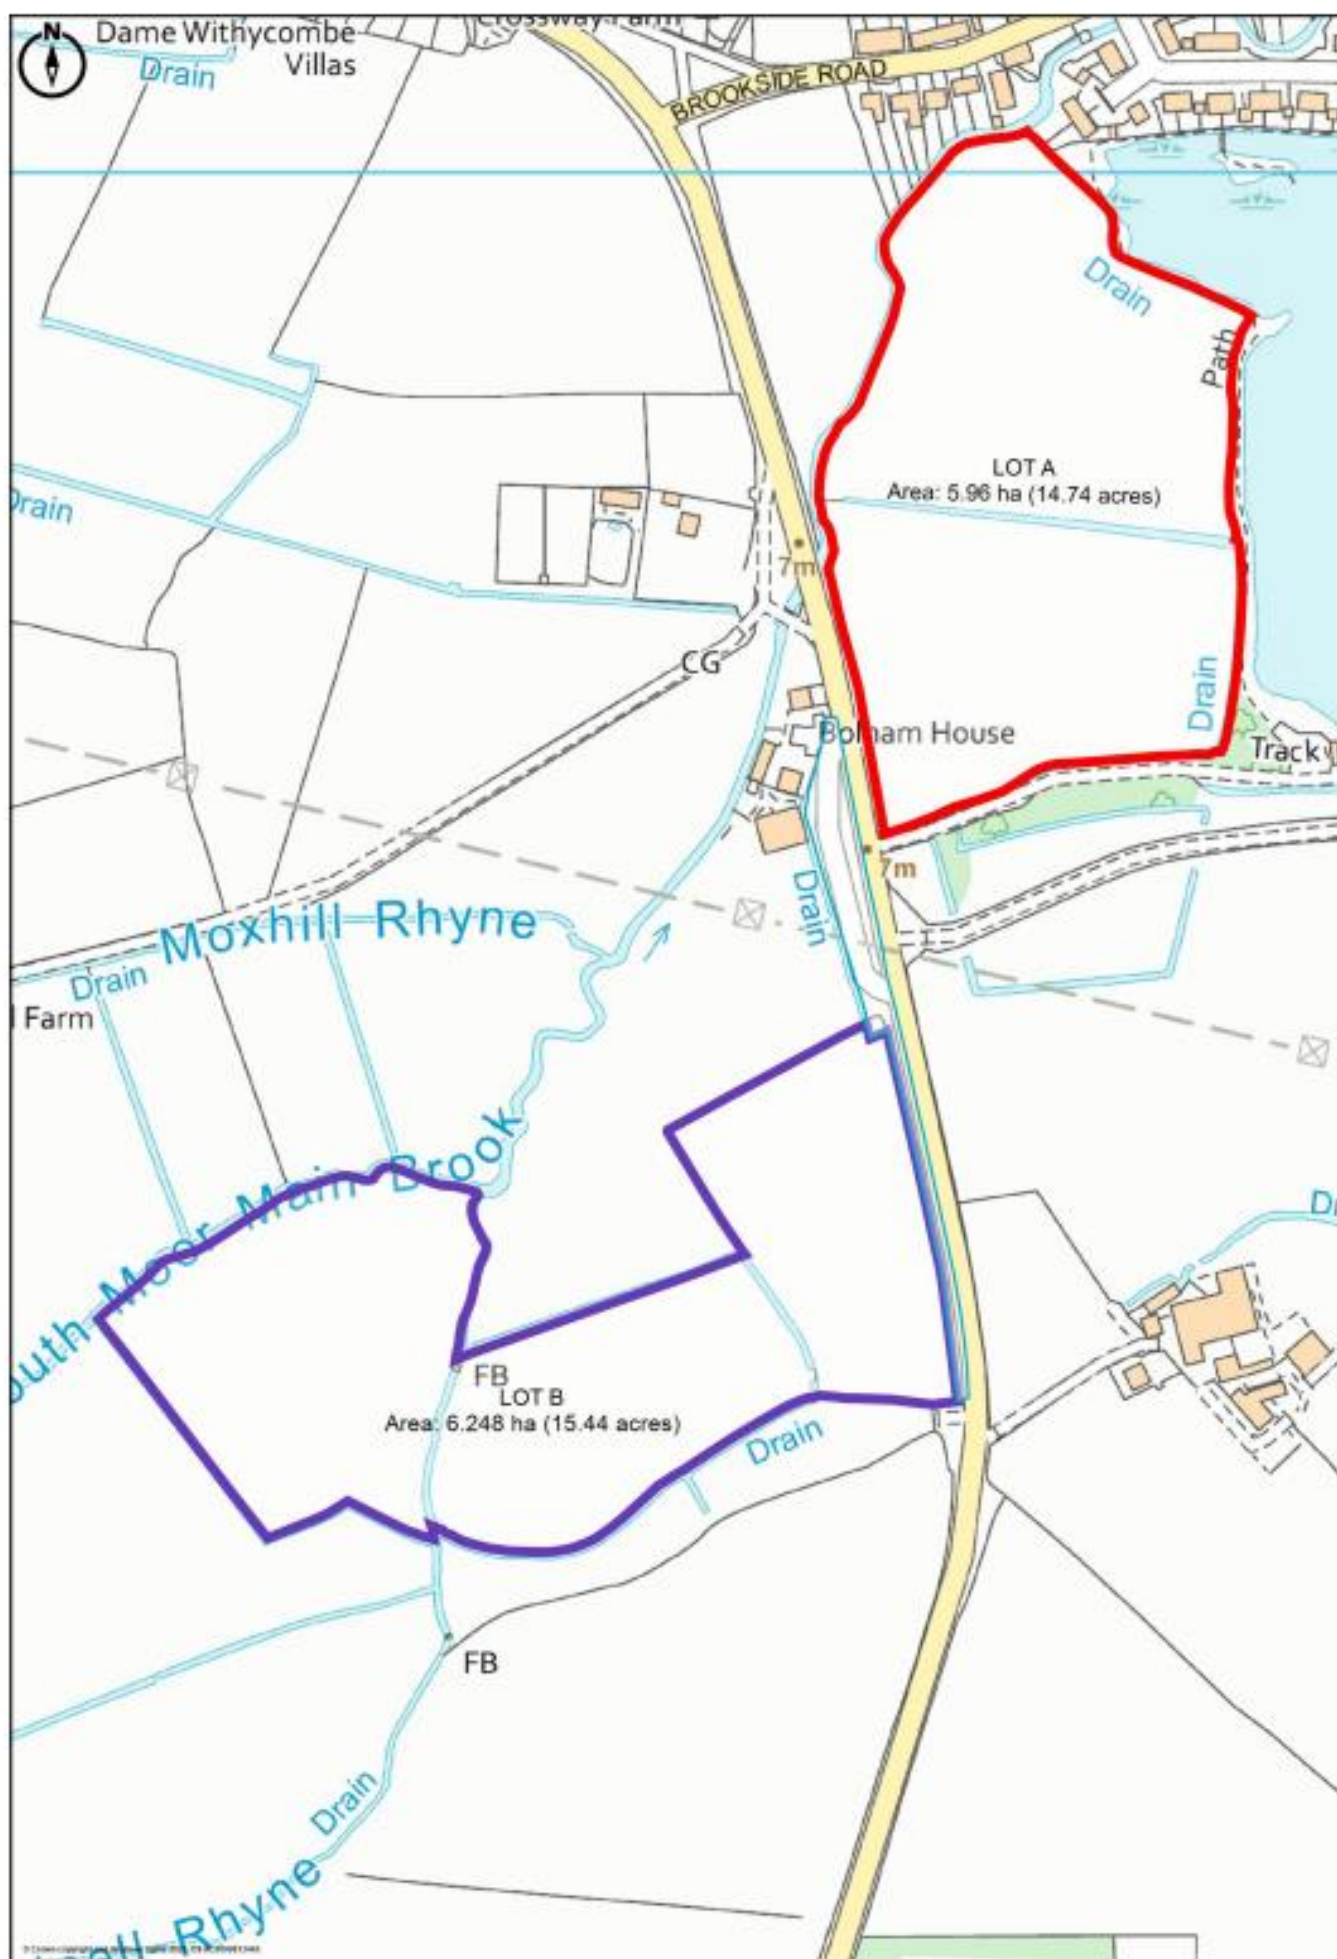 N
Dame Withycombe
Villas
Drain
Crossway Farm
BROOKSIDE ROAD
Drain
Path
LOT A
Area: 5.96 ha (14.74 acres)
Drain
7m
CG
Drain
Bolham House
Track
7m
Drain
Moxhill Rhyne
Drain
Farm
Moor Main Brook
FB
LOT B
Area: 6.248 ha (15.44 acres)
Drain
FB
Drain
Rhyne